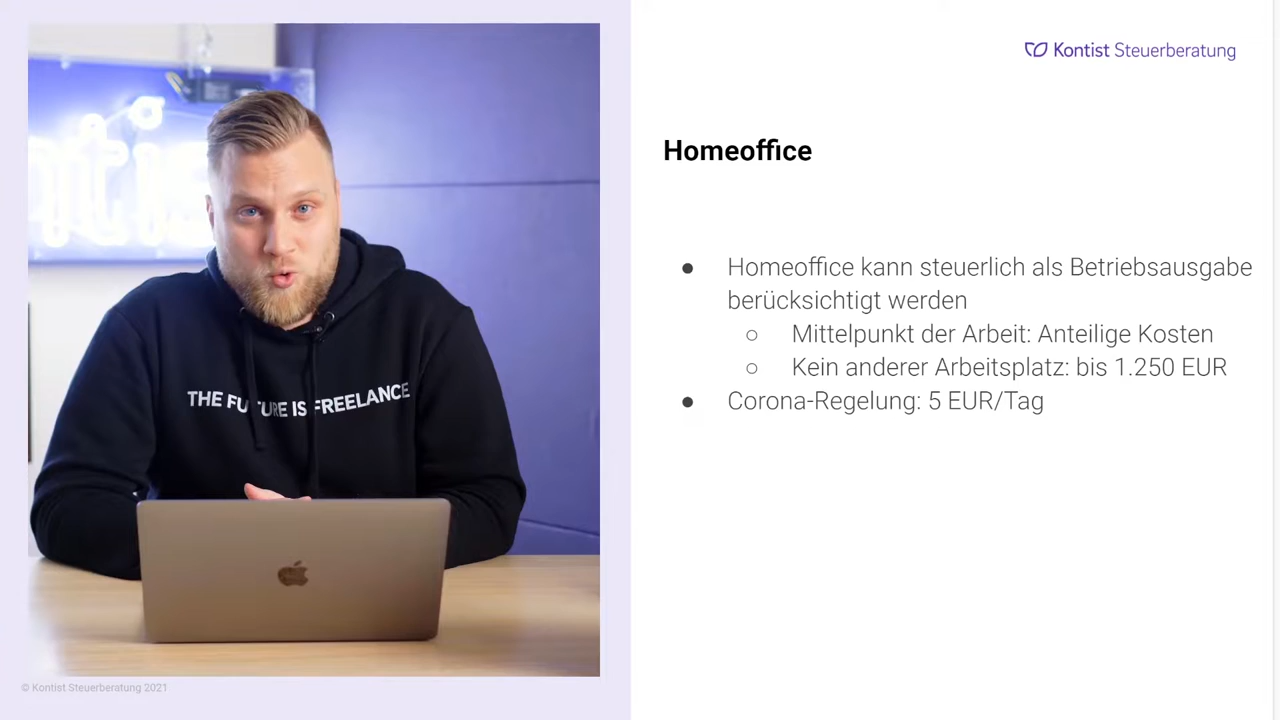 Kontist Steuerberatung
Homeoffice
● Homeoffice kann steuerlich als Betriebsausgabe
berücksichtigt werden
○ Mittelpunkt der Arbeit: Anteilige Kosten
○ Kein anderer Arbeitsplatz: bis 1.250 EUR
● Corona-Regelung: 5 EUR/Tag
THE FUTURE IS FREELANCE
© Kontist Steuerberatung 2021